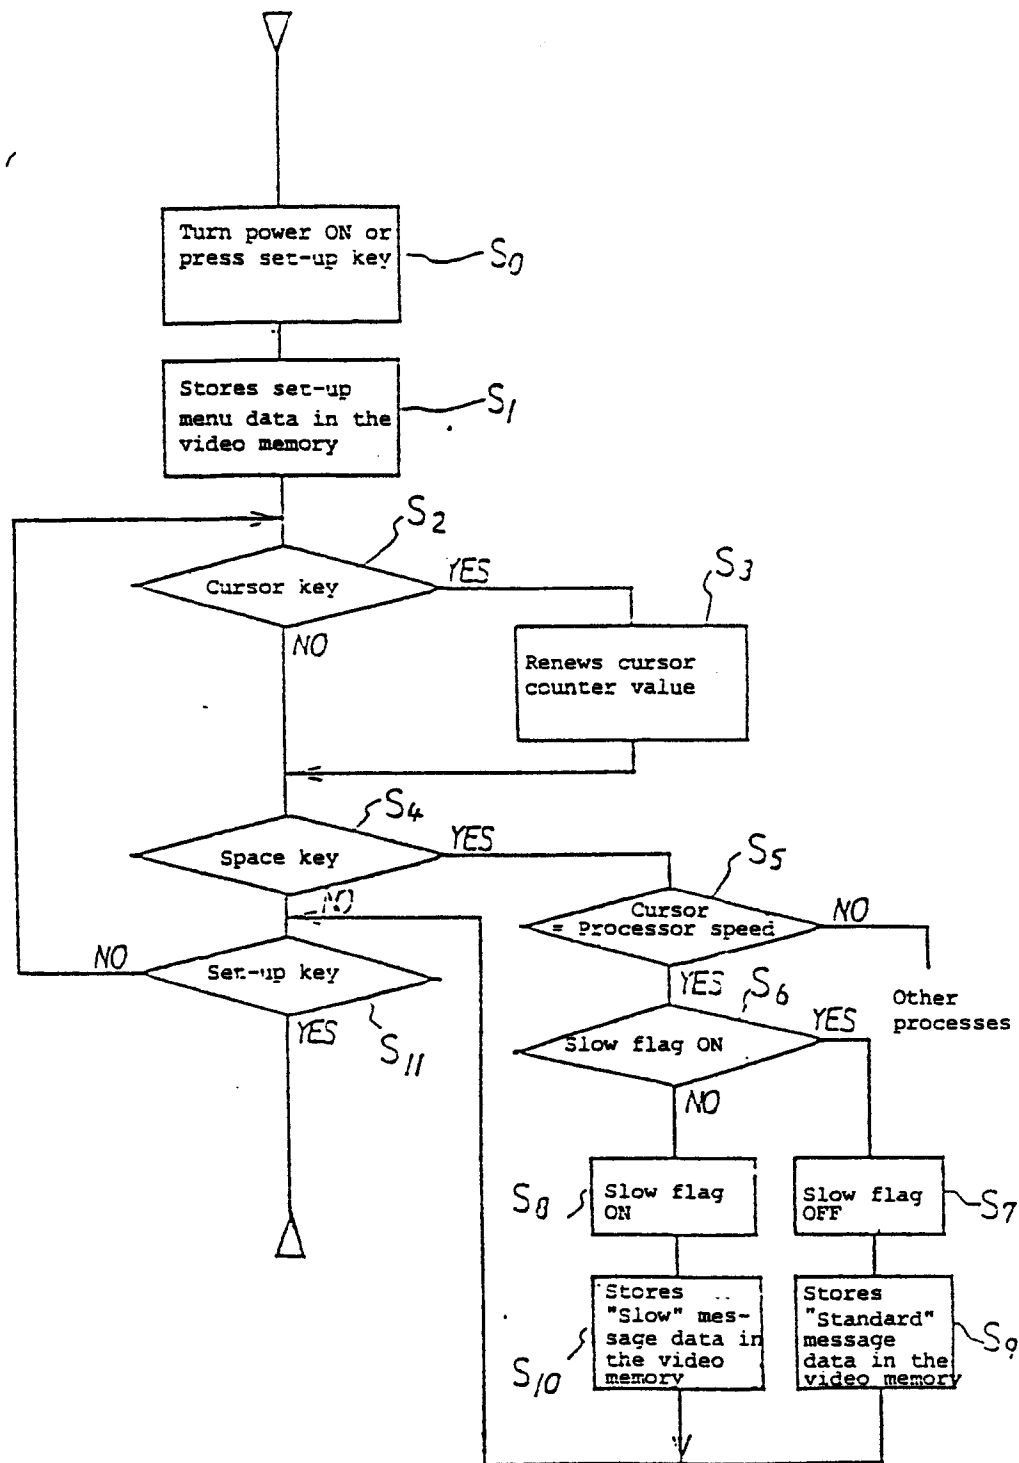 Turn power ON or
press set-up key
S0
Stores set-up
menu data in the
video memory
S1
S2
Cursor key
YES
NO
S3
Renews cursor
counter value
S4
Space key
YES
NO
S5
Cursor
= Processor speed
NO
YES
Other
processes
NO
Set-up key
YES
S11
S6
Slow flag ON
YES
NO
S8
Slow flag
ON
Slow flag
OFF
S7
S10
Stores
"Slow" mes-
sage data in
the video
memory
Stores
"Standard"
message
data in the
video memory
S9